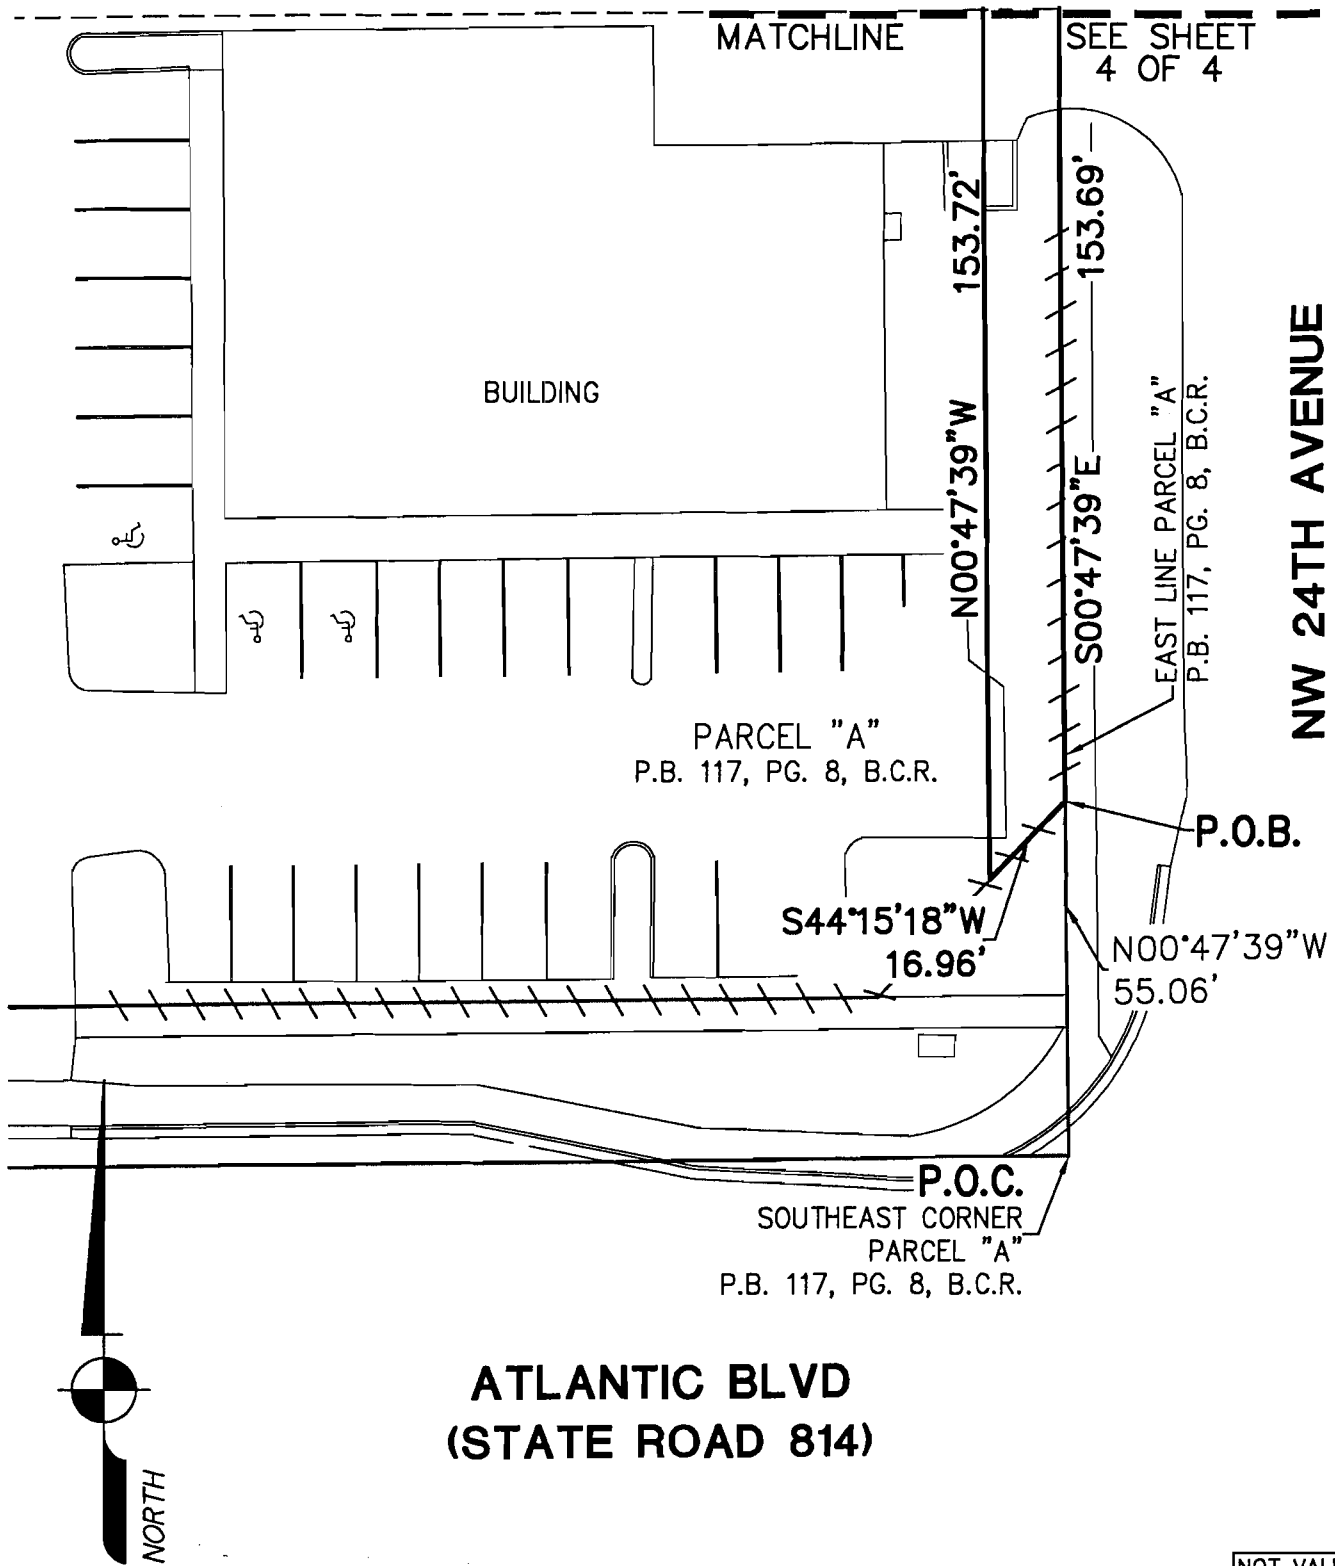 MATCHLINE
SEE SHEET
4 OF 4
153.72'
153.69'
BUILDING
N00°47'39"W
S00°47'39"E
EAST LINE PARCEL "A"
P.B. 117, PG. 8, B.C.R.
NW 24TH AVENUE
PARCEL "A"
P.B. 117, PG. 8, B.C.R.
P.O.B.
S44°15'18"W
16.96'
N00°47'39"W
55.06'
P.O.C.
SOUTHEAST CORNER
PARCEL "A"
P.B. 117, PG. 8, B.C.R.
ATLANTIC BLVD
(STATE ROAD 814)
NORTH